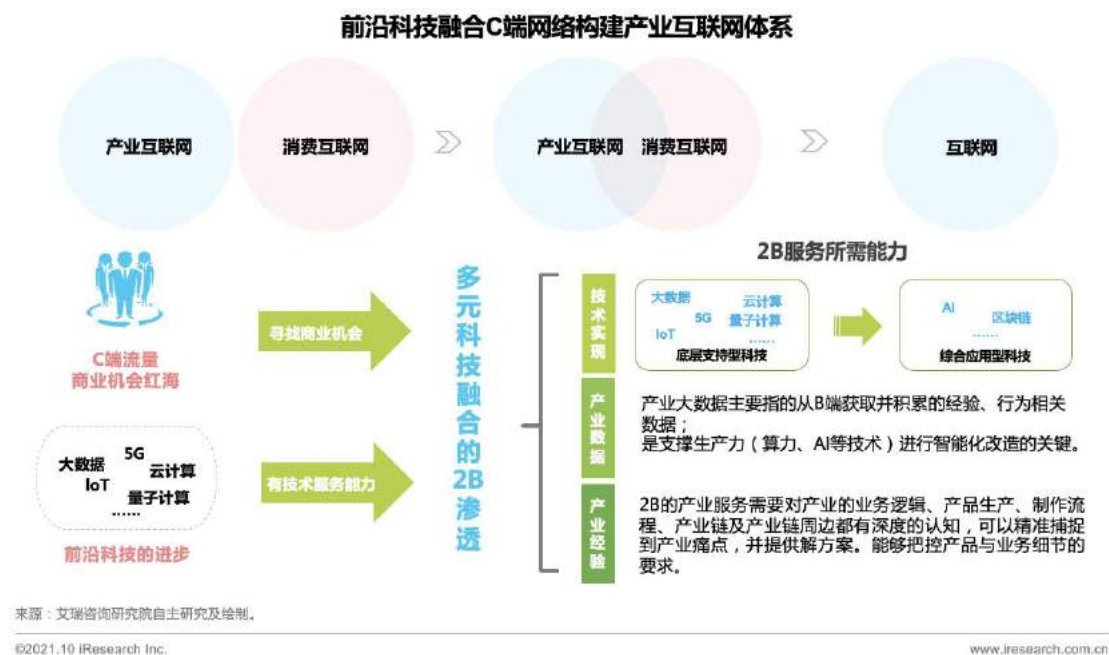 前沿科技融合C端网络构建产业互联网体系
产业互联网
消费互联网
产业互联网
消费互联网
互联网
C端流量
商业机会红海
寻找商业机会
大数据
5G
云计算
IoT
量子计算
......
前沿科技的进步
有技术服务能力
多元科技融合的2B渗透
2B服务所需能力
技术实现
大数据
云计算
5G
量子计算
IoT
......
底层支持型科技
AI
区块链
......
综合应用型科技
产业数据
产业大数据主要指的从B端获取并积累的经验、行为相关
数据；
是支撑生产力（算力、AI等技术）进行智能化改造的关键。
产业经验
2B的产业服务需要对产业的业务逻辑、产品生产、制作流
程、产业链及产业链周边都有深度的认知，可以精准捕捉
到产业痛点，并提供解方案。能够把控产品与业务细节的
要求。
来源：艾瑞咨询研究院自主研究及绘制。
©2021.10 iResearch Inc.
www.iresearch.com.cn